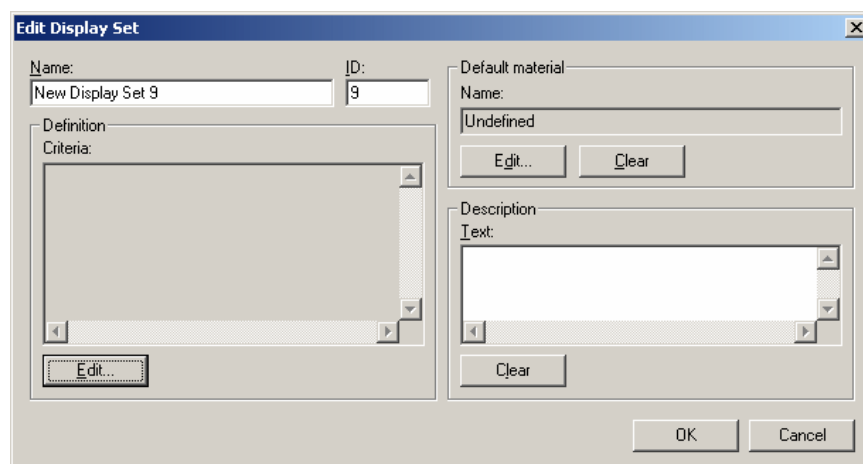 Edit Display Set
Name:
ID:
New Display Set 9
9
Definition
Criteria:
Edit...
Default material
Name:
Undefined
Edit...
Clear
Description
Text:
Clear
OK
Cancel